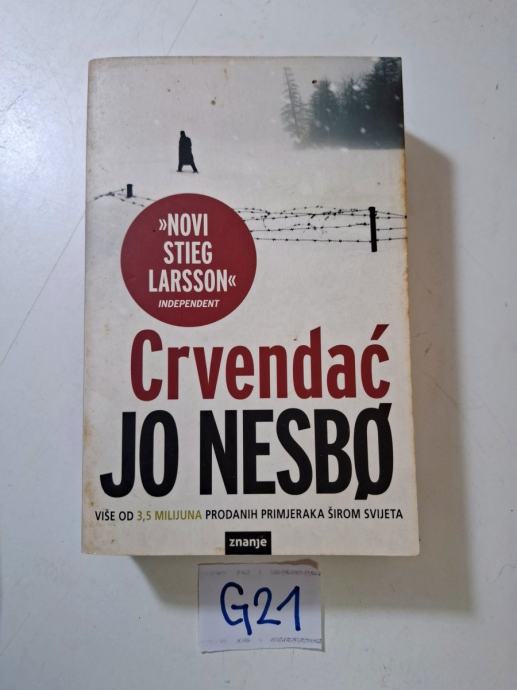 »NOVI
STIEG
LARSSON«
INDEPENDENT
Crvendać
JO NESBØ
VIŠE OD 3,5 MILIJUNA PRODANIH PRIMJERAKA ŠIROM SVIJETA
znanje
G21